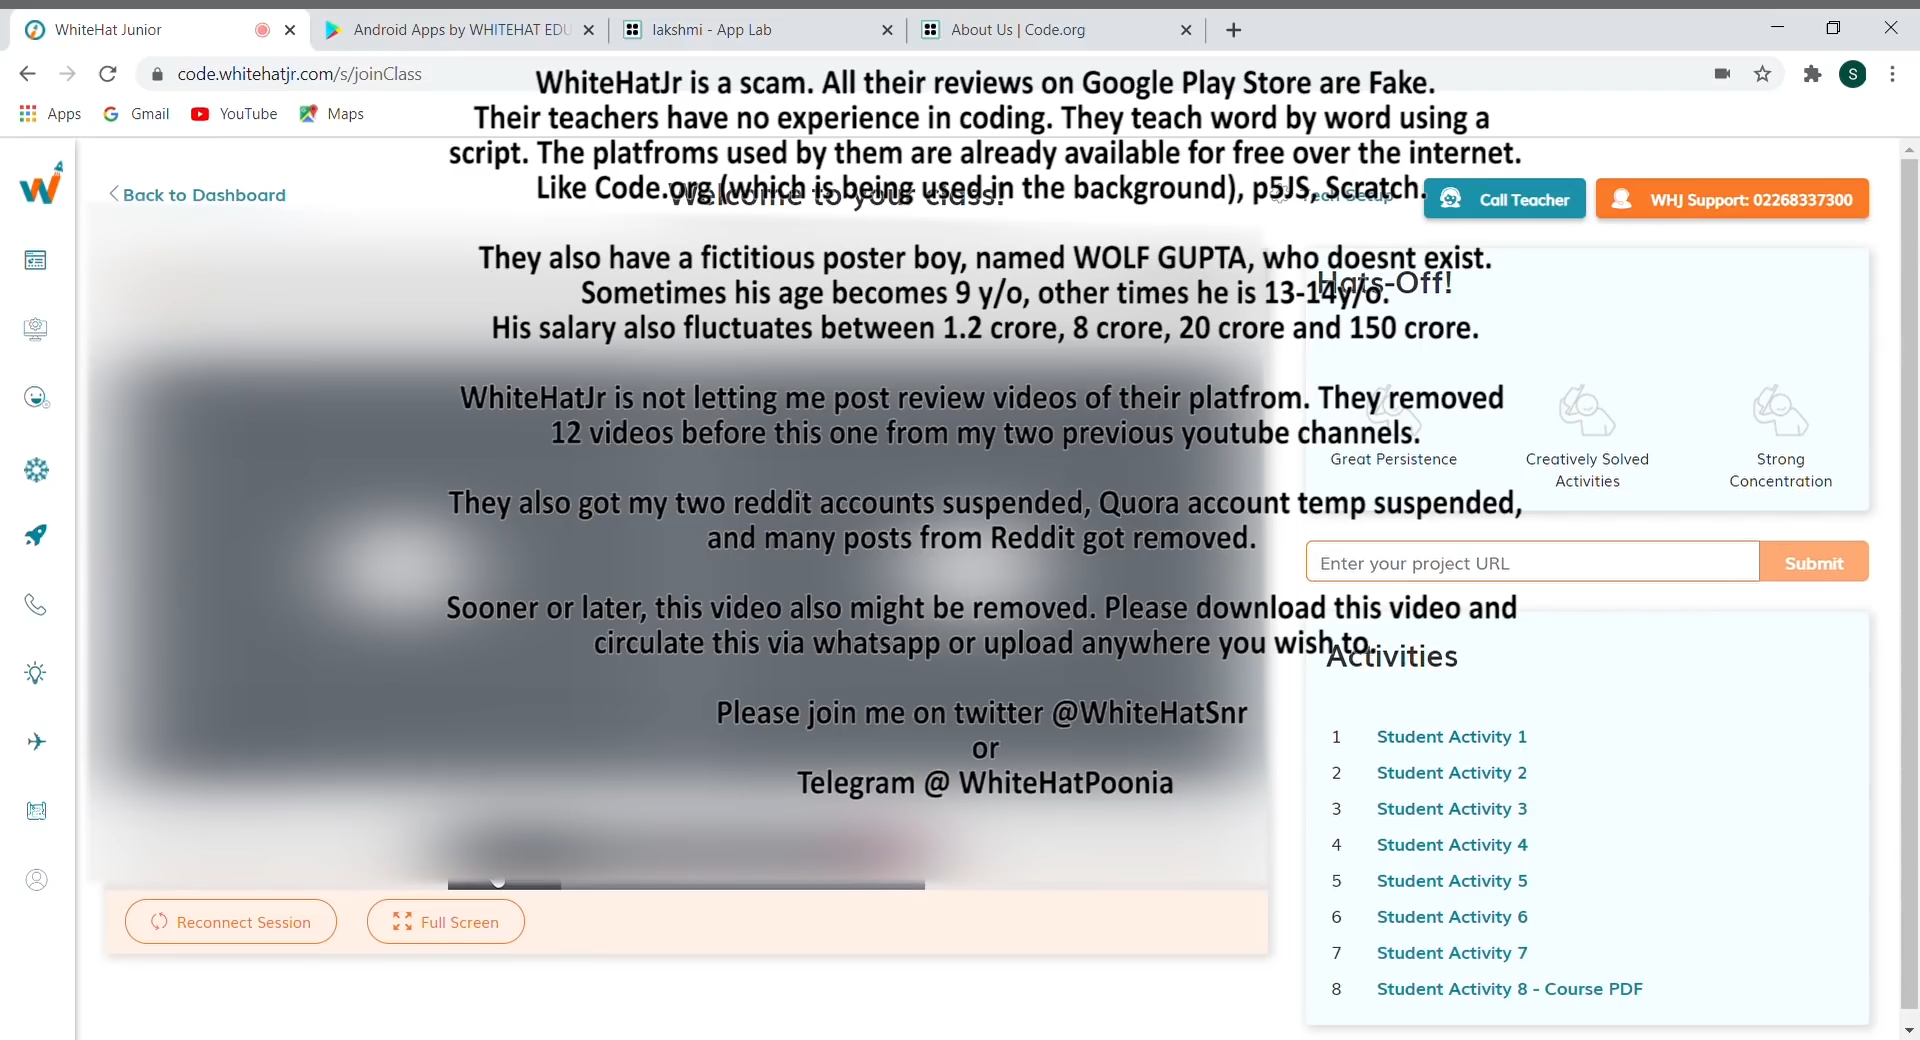 WhiteHat Junior
Android Apps by WHITEHAT EDU
lakshmi - App Lab
About Us | Code.org
code.whitehatjr.com/s/joinClass
S
Apps
Gmail
YouTube
Maps
WhiteHatJr is a scam. All their reviews on Google Play Store are Fake.
Their teachers have no experience in coding. They teach word by word using a
script. The platfroms used by them are already available for free over the internet.
Like Code.org (which is being used in the background), p5JS, Scratch.
Back to Dashboard
Welcome to your class!
Tech Setup
Call Teacher
WHJ Support: 02268337300
They also have a fictitious poster boy, named WOLF GUPTA, who doesnt exist.
Sometimes his age becomes 9 y/o, other times he is 13-14y/o.
His salary also fluctuates between 1.2 crore, 8 crore, 20 crore and 150 crore.
Hats-Off!
WhiteHatJr is not letting me post review videos of their platfrom. They removed
12 videos before this one from my two previous youtube channels.
Great Persistence
Creatively Solved
Activities
Strong
Concentration
They also got my two reddit accounts suspended, Quora account temp suspended,
and many posts from Reddit got removed.
Enter your project URL
Submit
Sooner or later, this video also might be removed. Please download this video and
circulate this via whatsapp or upload anywhere you wish to.
Activities
Please join me on twitter @WhiteHatSnr
or
Telegram @ WhiteHatPoonia
1 Student Activity 1
2 Student Activity 2
3 Student Activity 3
4 Student Activity 4
5 Student Activity 5
6 Student Activity 6
7 Student Activity 7
8 Student Activity 8 - Course PDF
Reconnect Session
Full Screen